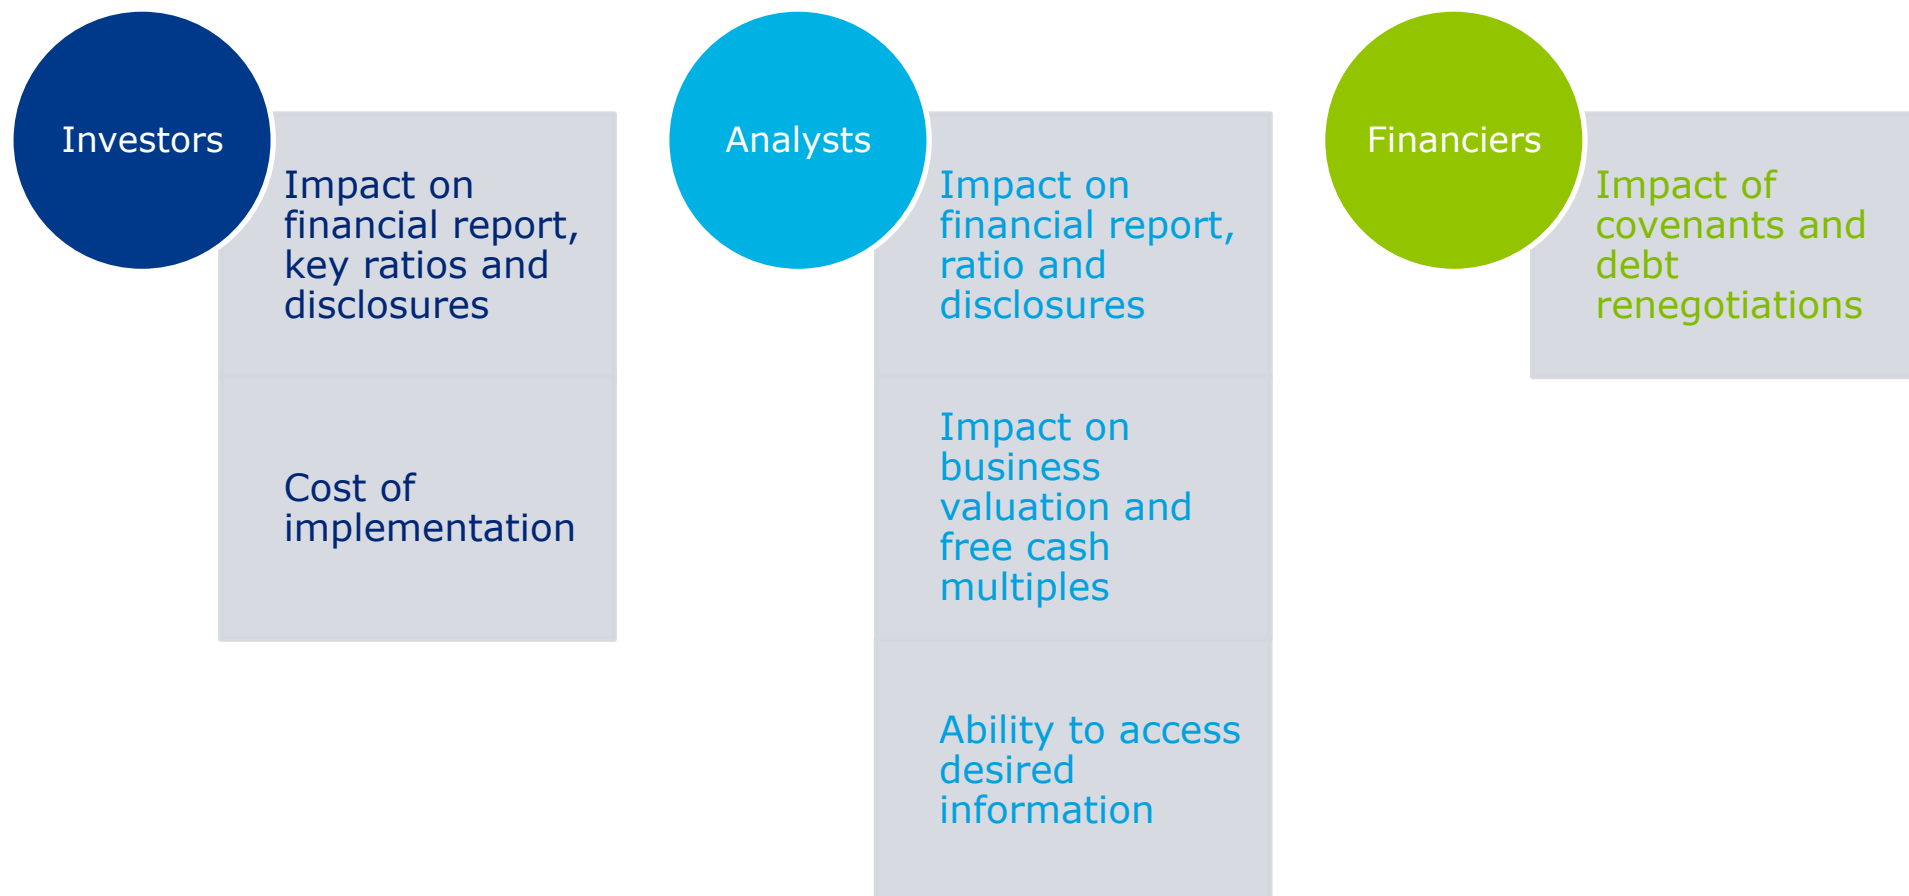 Investors
Impact on
financial report,
key ratios and
disclosures
Cost of
implementation
Analysts
Impact on
financial report,
ratio and
disclosures
Impact on
business
valuation and
free cash
multiples
Ability to access
desired
information
Financiers
Impact of
covenants and
debt
renegotiations